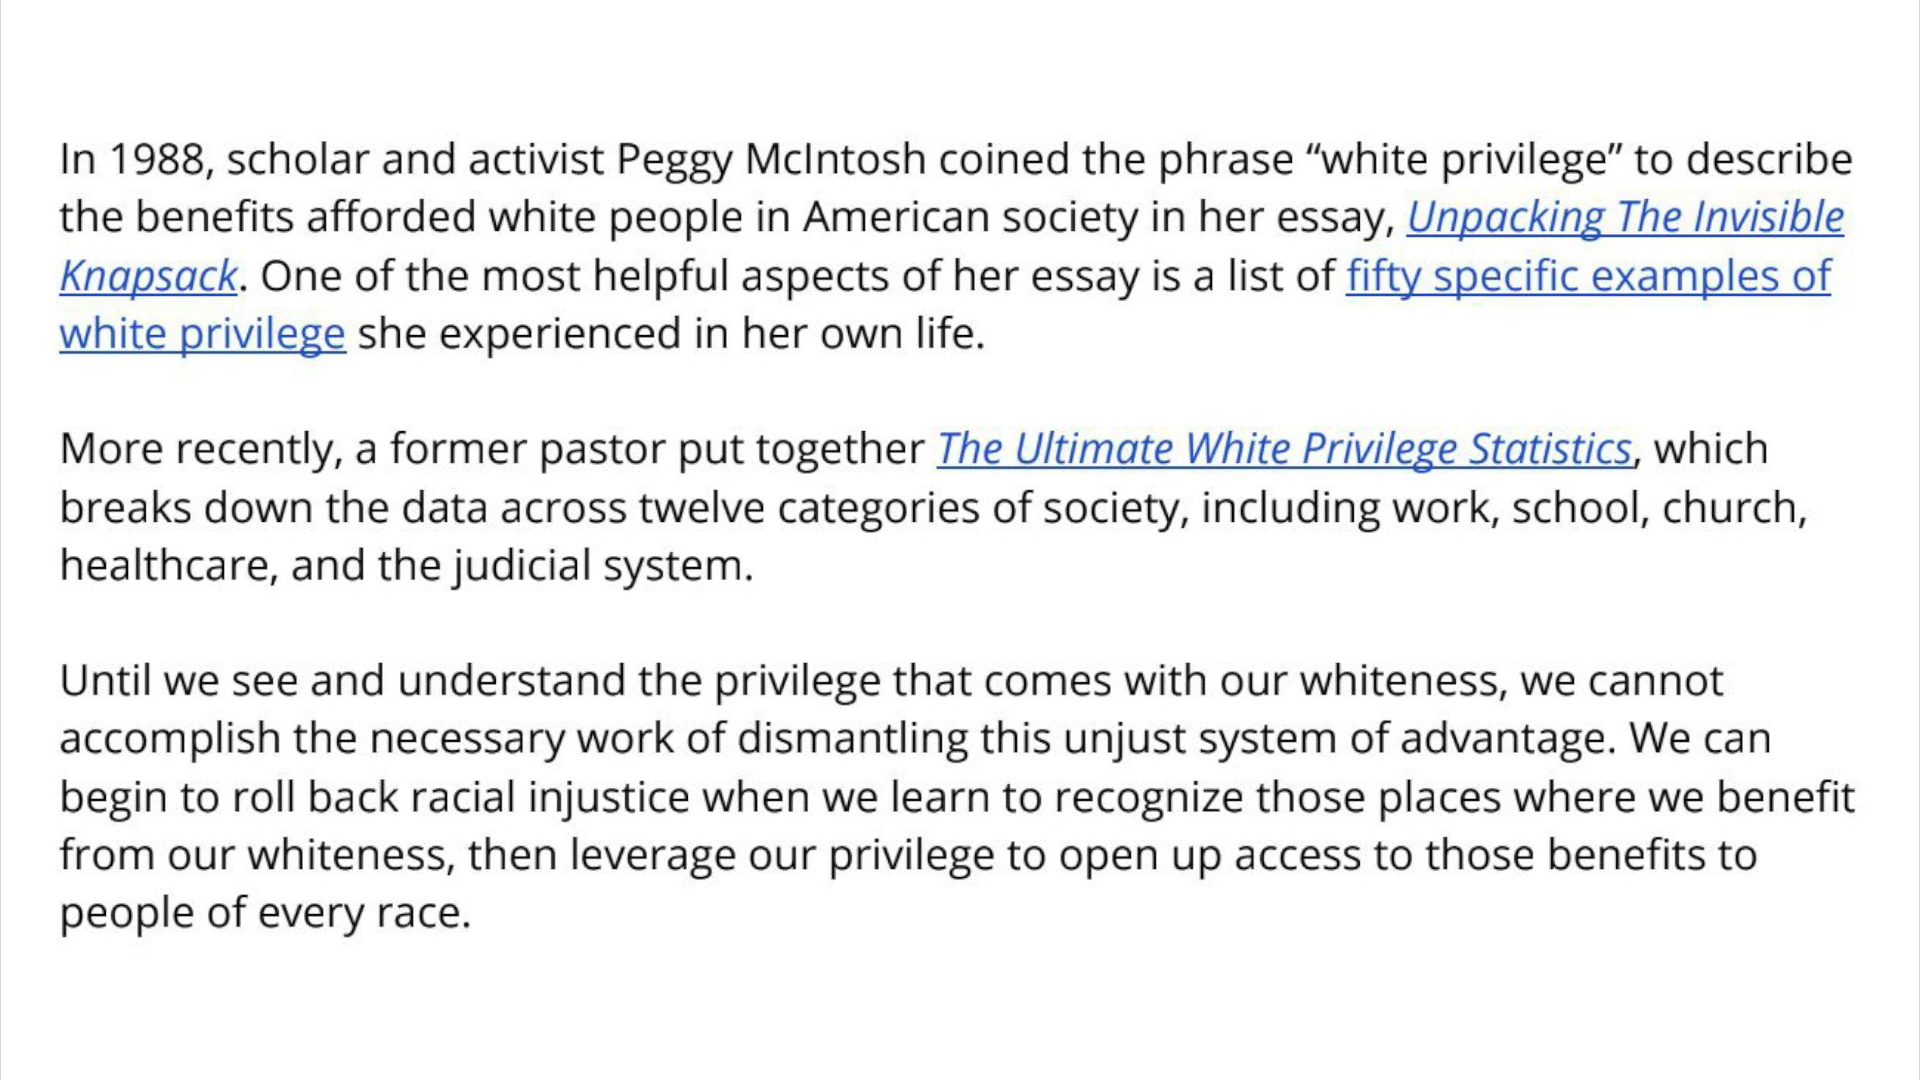 In 1988, scholar and activist Peggy McIntosh coined the phrase “white privilege” to describe
the benefits afforded white people in American society in her essay, Unpacking The Invisible
Knapsack. One of the most helpful aspects of her essay is a list of fifty specific examples of
white privilege she experienced in her own life.
More recently, a former pastor put together The Ultimate White Privilege Statistics, which
breaks down the data across twelve categories of society, including work, school, church,
healthcare, and the judicial system.
Until we see and understand the privilege that comes with our whiteness, we cannot
accomplish the necessary work of dismantling this unjust system of advantage. We can
begin to roll back racial injustice when we learn to recognize those places where we benefit
from our whiteness, then leverage our privilege to open up access to those benefits to
people of every race.